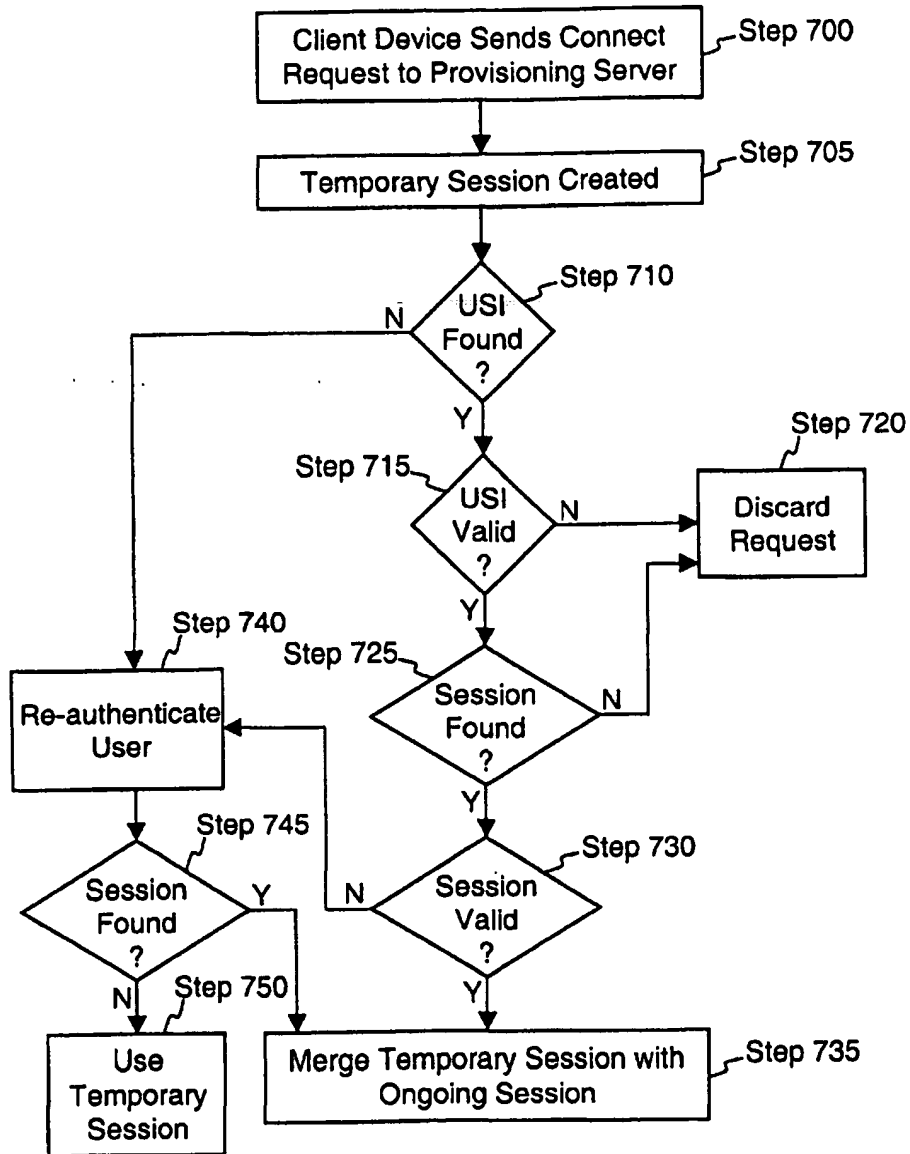 Client Device Sends Connect
Request to Provisioning Server
Step 700
Temporary Session Created
Step 705
Step 710
USI
Found
?
N
Y
Step 715
USI
Valid
?
N
Y
Step 720
Discard
Request
Step 725
Session
Found
?
N
Y
Step 740
Re-authenticate
User
Step 730
Session
Valid
?
N
Y
Step 745
Session
Found
?
Y
N
Step 750
Use
Temporary
Session
Merge Temporary Session with
Ongoing Session
Step 735